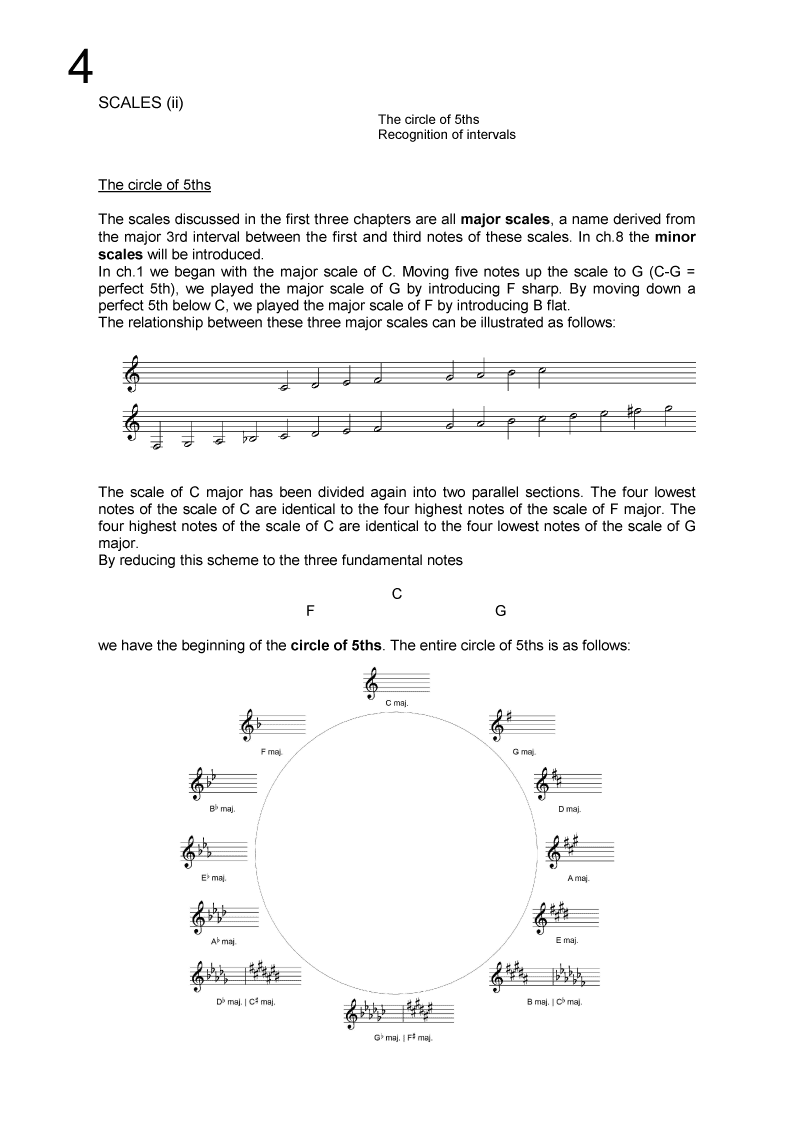 4
SCALES (ii)
The circle of 5ths
Recognition of intervals
The circle of 5ths
The scales discussed in the first three chapters are all major scales, a name derived from
the major 3rd interval between the first and third notes of these scales. In ch.8 the minor
scales will be introduced.
In ch.1 we began with the major scale of C. Moving five notes up the scale to G (C-G =
perfect 5th), we played the major scale of G by introducing F sharp. By moving down a
perfect 5th below C, we played the major scale of F by introducing B flat.
The relationship between these three major scales can be illustrated as follows:
The scale of C major has been divided again into two parallel sections. The four lowest
notes of the scale of C are identical to the four highest notes of the scale of F major. The
four highest notes of the scale of C are identical to the four lowest notes of the scale of G
major.
By reducing this scheme to the three fundamental notes
C
F G
we have the beginning of the circle of 5ths. The entire circle of 5ths is as follows:
C maj.
F maj.
G maj.
B♭ maj.
D maj.
E♭ maj.
A maj.
A♭ maj.
E maj.
D♭ maj. | C♯ maj.
B maj. | C♭ maj.
G♭ maj. | F♯ maj.